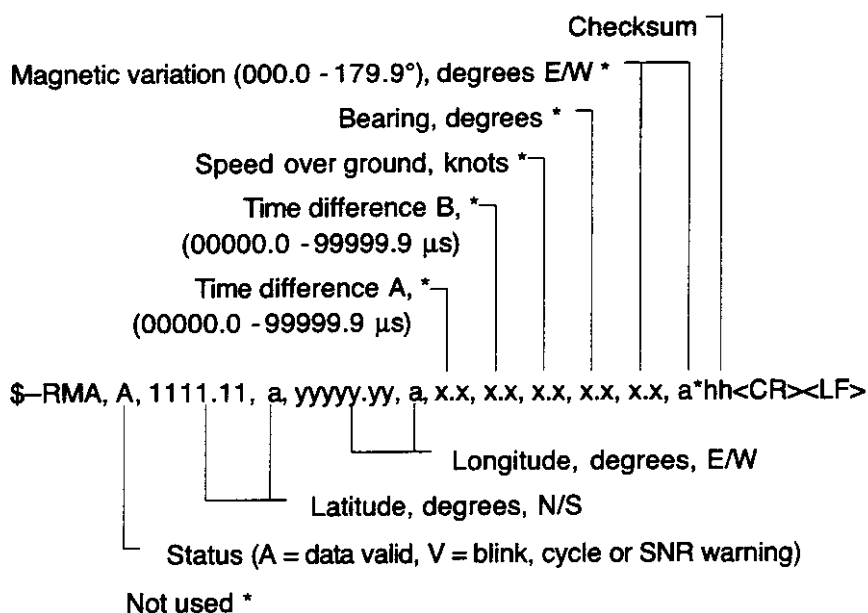 Checksum
Magnetic variation (000.0 - 179.9°), degrees E/W *
Bearing, degrees *
Speed over ground, knots *
Time difference B, *
(00000.0 - 99999.9 µs)
Time difference A, *
(00000.0 - 99999.9 µs)
$–RMA, A, 1111.11, a, yyyyy.yy, a, x.x, x.x, x.x, x.x, x.x, a*hh<CR><LF>
Longitude, degrees, E/W
Latitude, degrees, N/S
Status (A = data valid, V = blink, cycle or SNR warning)
Not used *